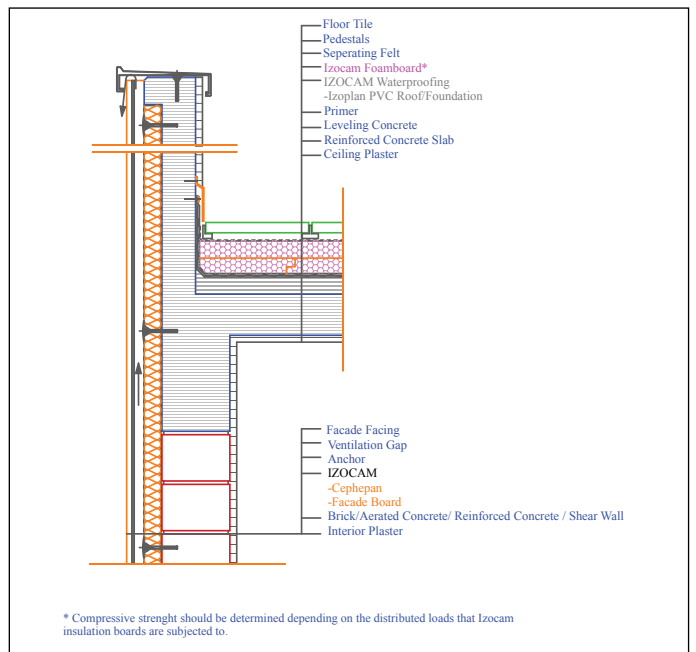 Floor Tile
Pedestals
Seperating Felt
Izocam Foamboard*
IZOCAM Waterproofing
-Izoplan PVC Roof/Foundation
Primer
Leveling Concrete
Reinforced Concrete Slab
Ceiling Plaster
Facade Facing
Ventilation Gap
Anchor
IZOCAM
-Cephepan
-Facade Board
Brick/Aerated Concrete/ Reinforced Concrete / Shear Wall
Interior Plaster
* Compressive strenght should be determined depending on the distributed loads that Izocam
insulation boards are subjected to.